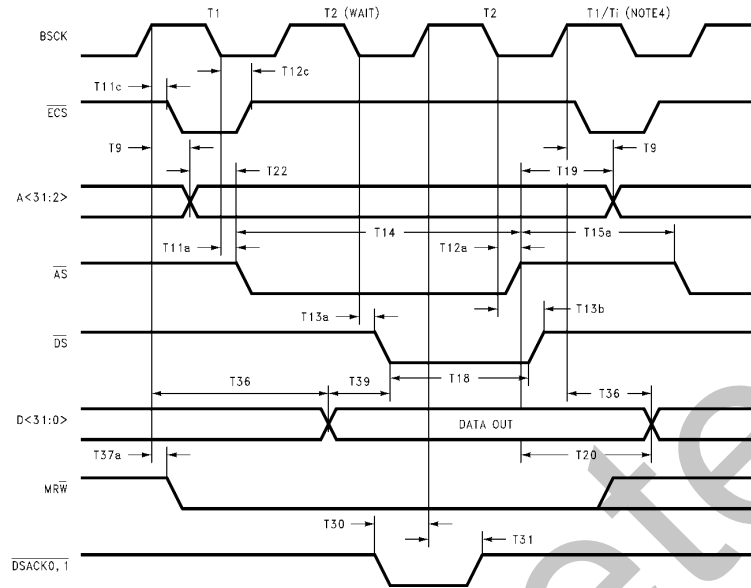 T1 T2 (WAIT) T2 T1/Ti (NOTE4)
BSCK
T11c T12c
ECS
T9 T9
T22 T19
A<31:2>
T14 T15a
T11a T12a
AS
T13a T13b
DS
T36 T39 T18 T36
D<31:0> DATA OUT
T37a T20
MRW
T30 T31
DSACK0, 1